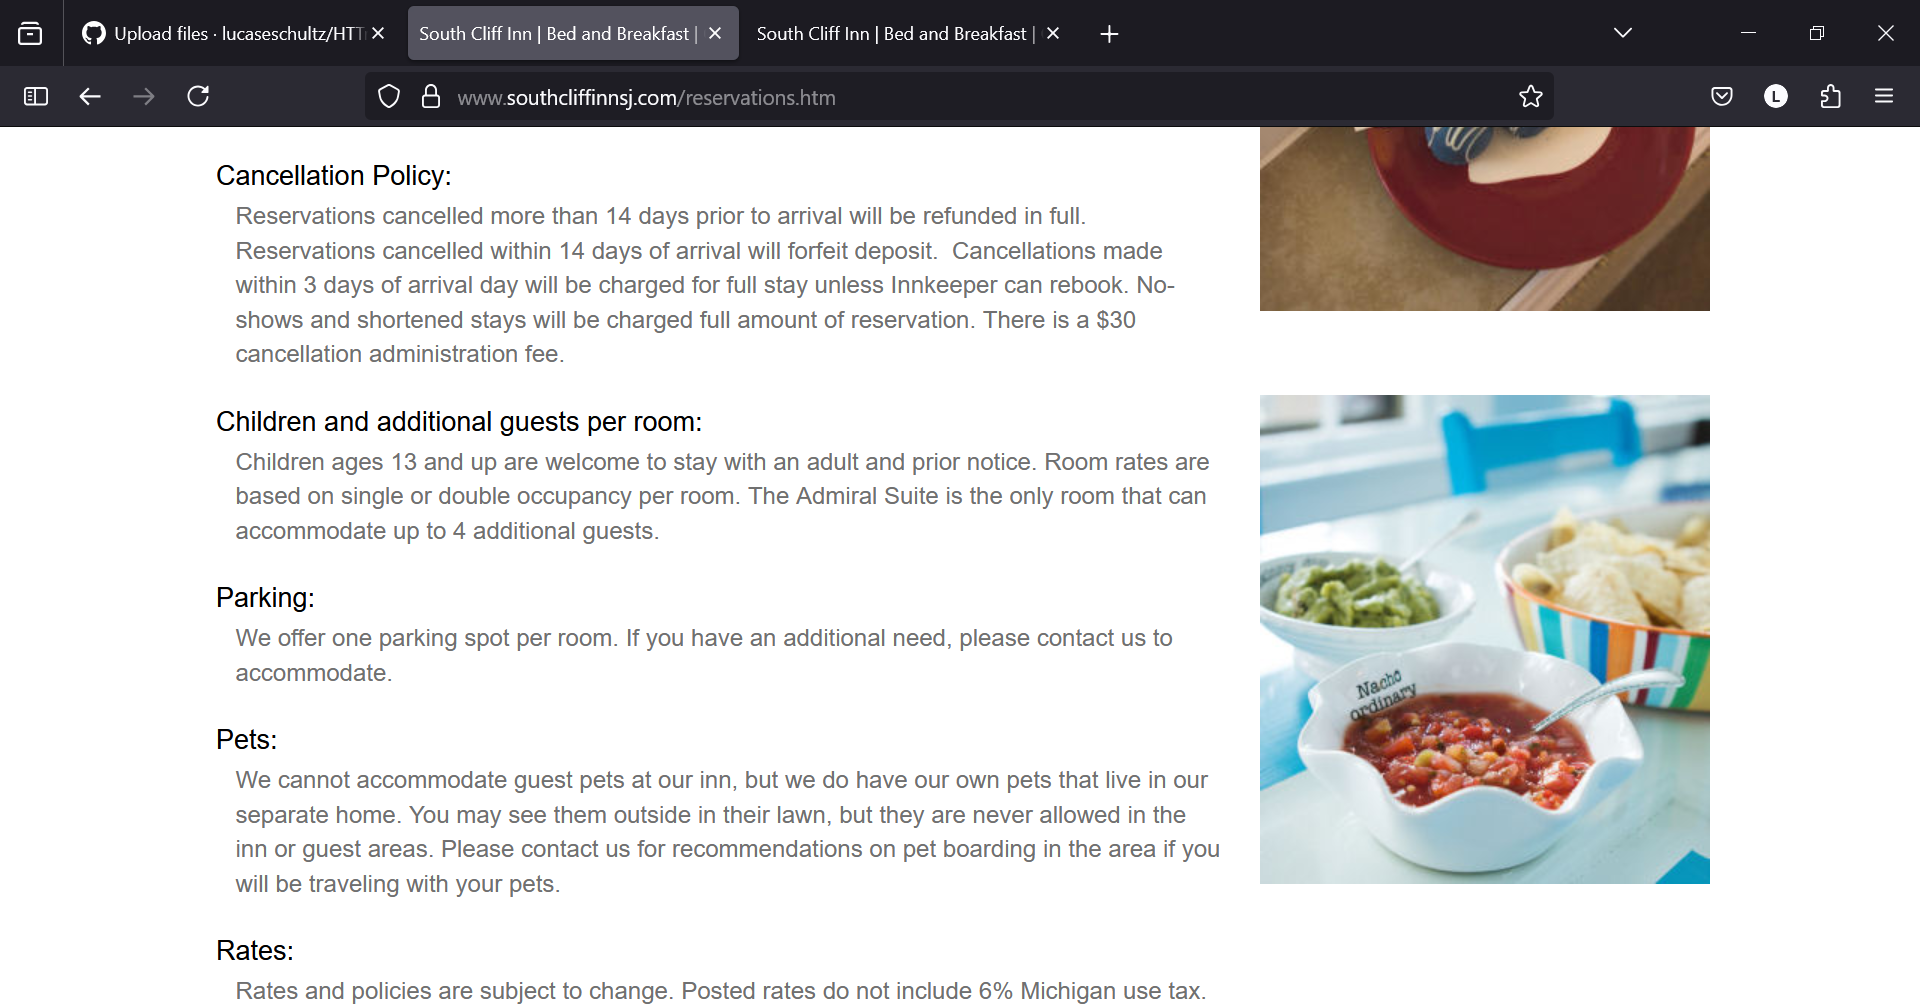 Upload files · lucaseschultz/HTT
South Cliff Inn | Bed and Breakfast |
South Cliff Inn | Bed and Breakfast |
www.southcliffinnsj.com/reservations.htm
L
Cancellation Policy:
Reservations cancelled more than 14 days prior to arrival will be refunded in full.
Reservations cancelled within 14 days of arrival will forfeit deposit.  Cancellations made
within 3 days of arrival day will be charged for full stay unless Innkeeper can rebook. No-
shows and shortened stays will be charged full amount of reservation. There is a $30
cancellation administration fee.
Children and additional guests per room:
Children ages 13 and up are welcome to stay with an adult and prior notice. Room rates are
based on single or double occupancy per room. The Admiral Suite is the only room that can
accommodate up to 4 additional guests.
Parking:
We offer one parking spot per room. If you have an additional need, please contact us to
accommodate.
Nacho
ordinary
Pets:
We cannot accommodate guest pets at our inn, but we do have our own pets that live in our
separate home. You may see them outside in their lawn, but they are never allowed in the
inn or guest areas. Please contact us for recommendations on pet boarding in the area if you
will be traveling with your pets.
Rates:
Rates and policies are subject to change. Posted rates do not include 6% Michigan use tax.